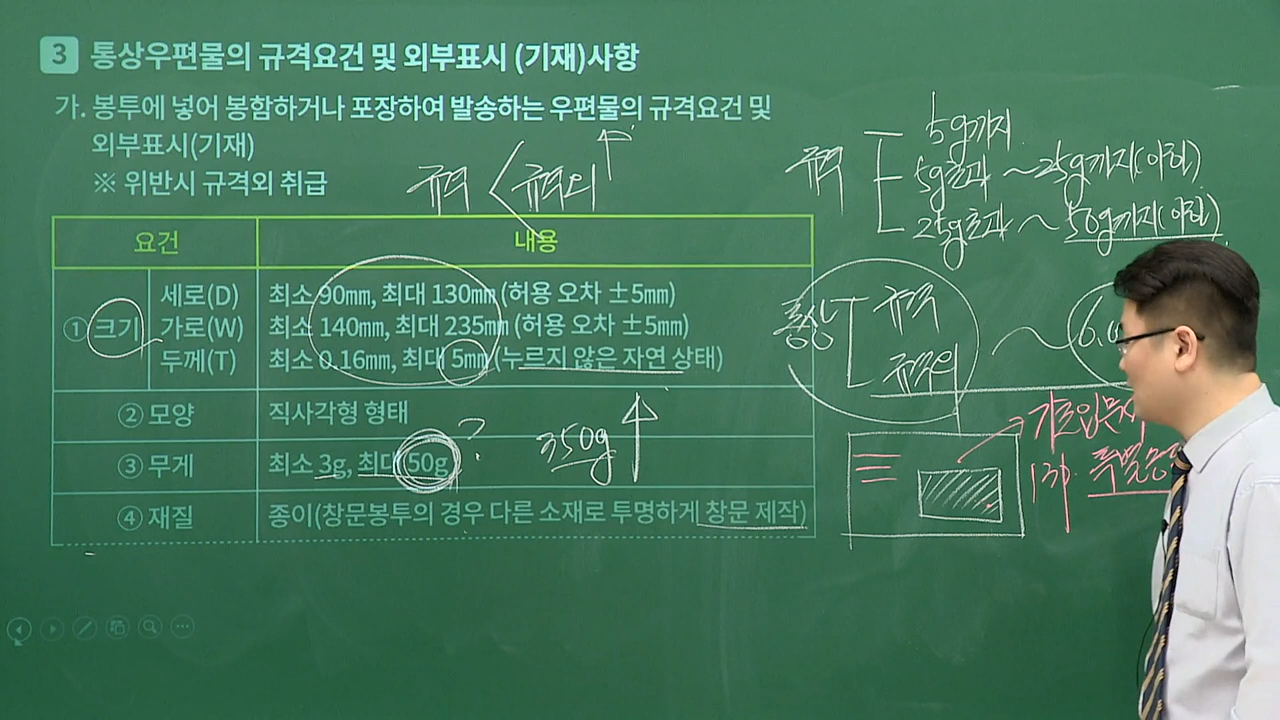 3 통상우편물의 규격요건 및 외부표시 (기재)사항
가. 봉투에 넣어 봉함하거나 포장하여 발송하는 우편물의 규격요건 및
외부표시(기재)
※ 위반시 규격외 취급
규격 < 규격외
요건 내용
① 크기
세로(D) 최소 90mm, 최대 130mm (허용 오차 ±5mm)
가로(W) 최소 140mm, 최대 235mm (허용 오차 ±5mm)
두께(T) 최소 0.16mm, 최대 5mm (누르지 않은 자연 상태)
② 모양 직사각형 형태
③ 무게 최소 3g, 최대 50g ? 350g
④ 재질 종이(창문봉투의 경우 다른 소재로 투명하게 창문 제작)
규격
5g까지
5g초과 ~25g까지(이하)
25g초과 ~ 50g까지(이하)
통상
규격
규격외
~